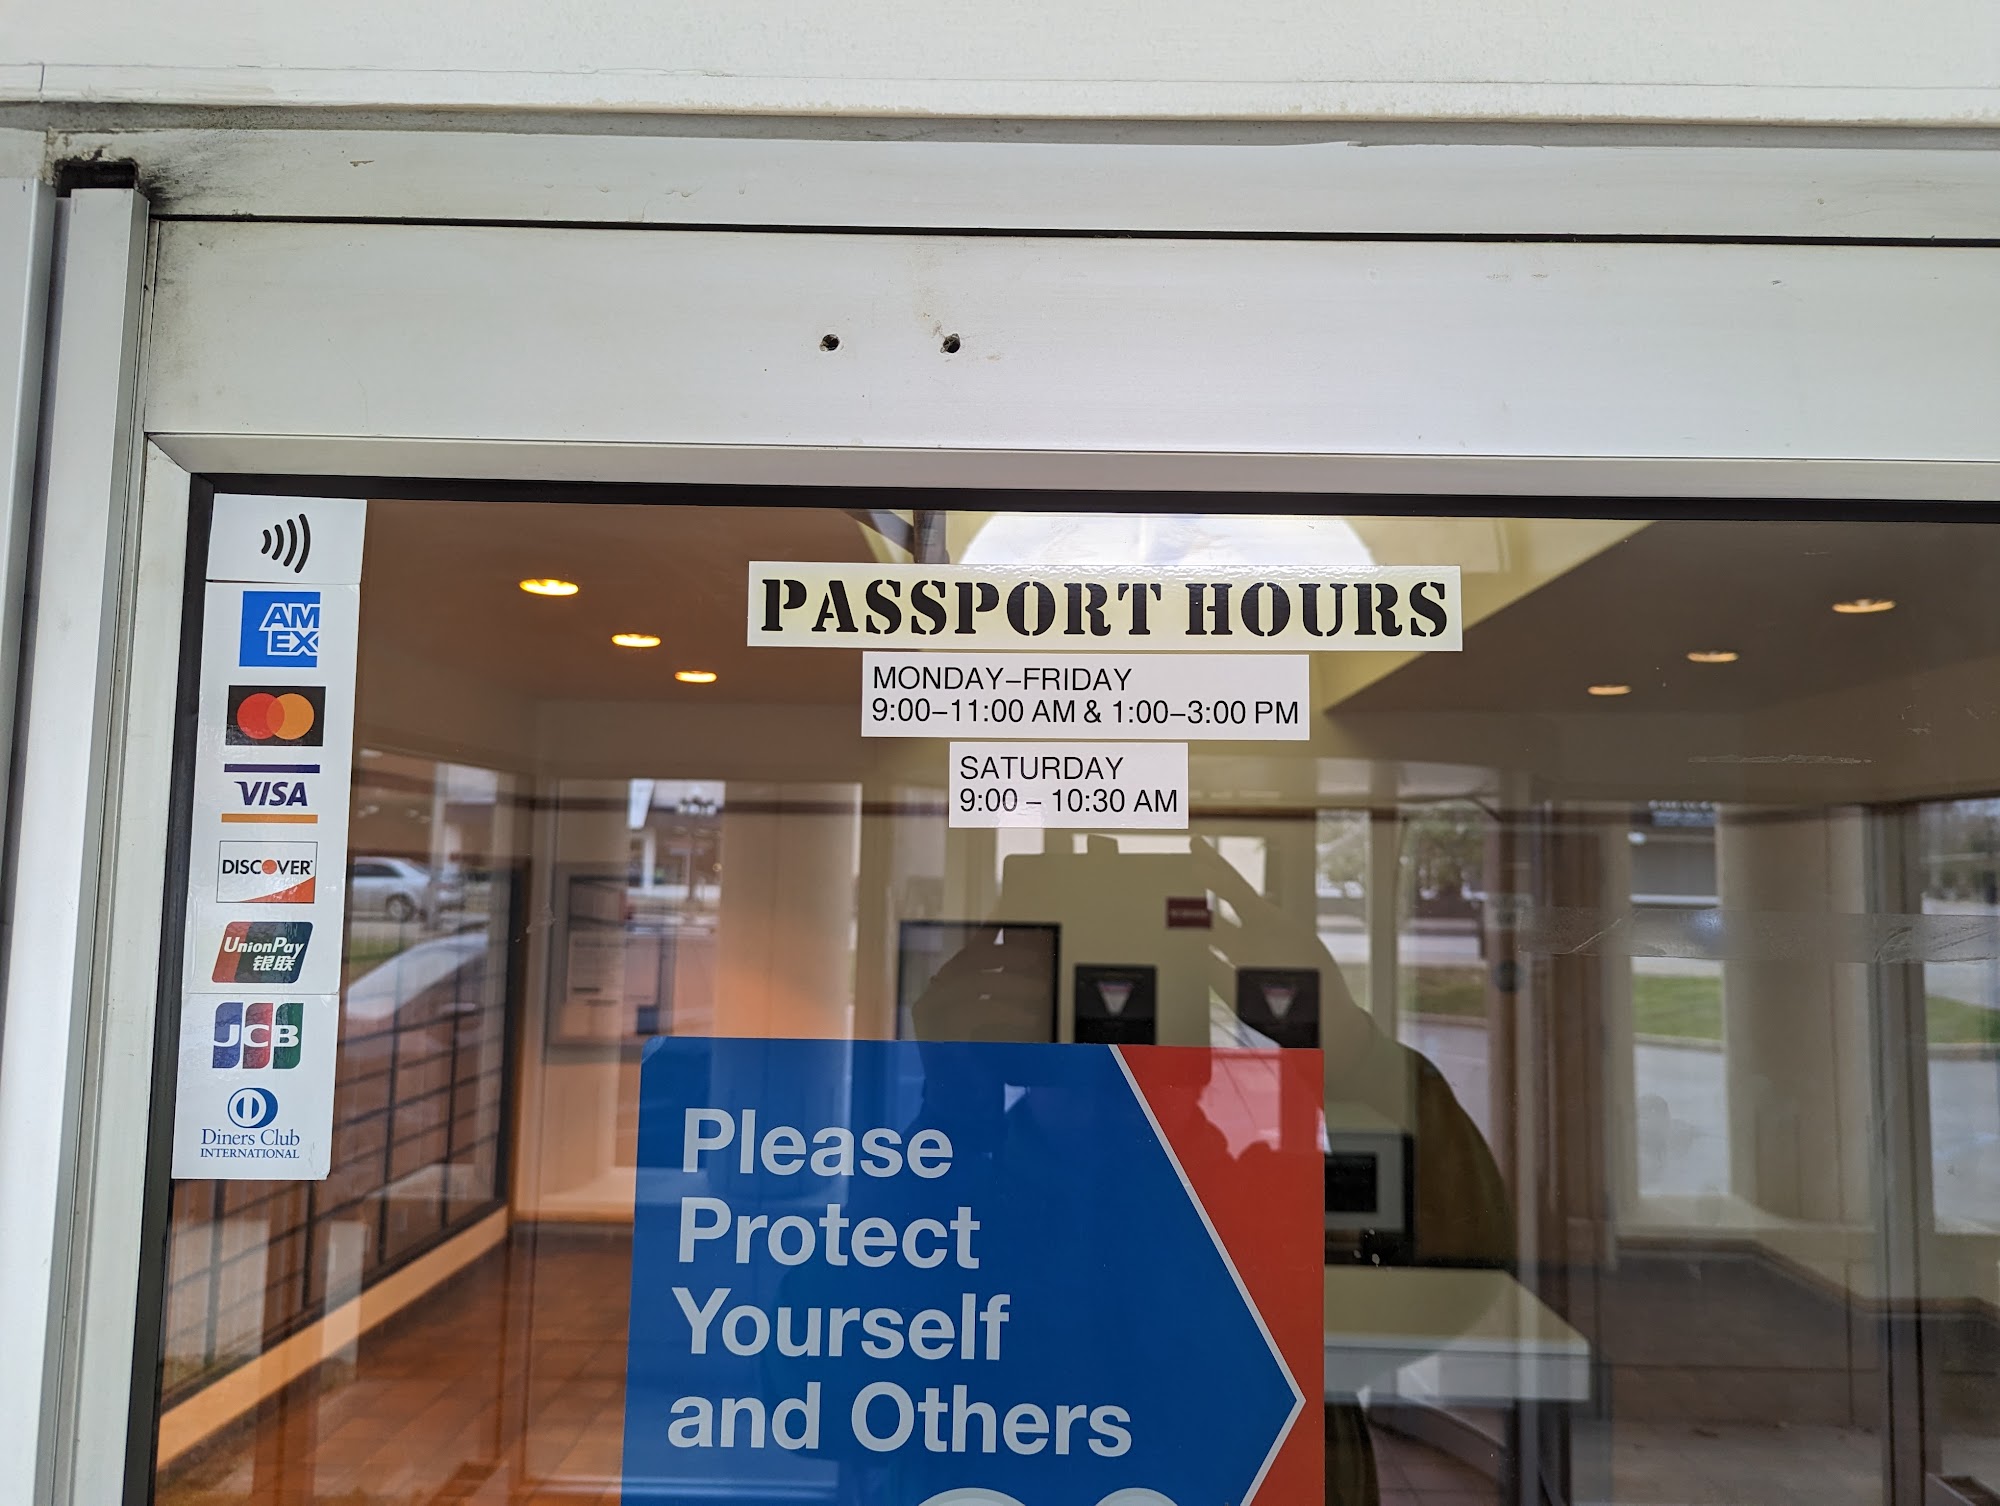 PASSPORT HOURS
MONDAY–FRIDAY
9:00–11:00 AM & 1:00–3:00 PM
SATURDAY
9:00 – 10:30 AM
AM
EX
VISA
DISCOVER
UnionPay
银联
JCB
Diners Club
INTERNATIONAL
Please
Protect
Yourself
and Others